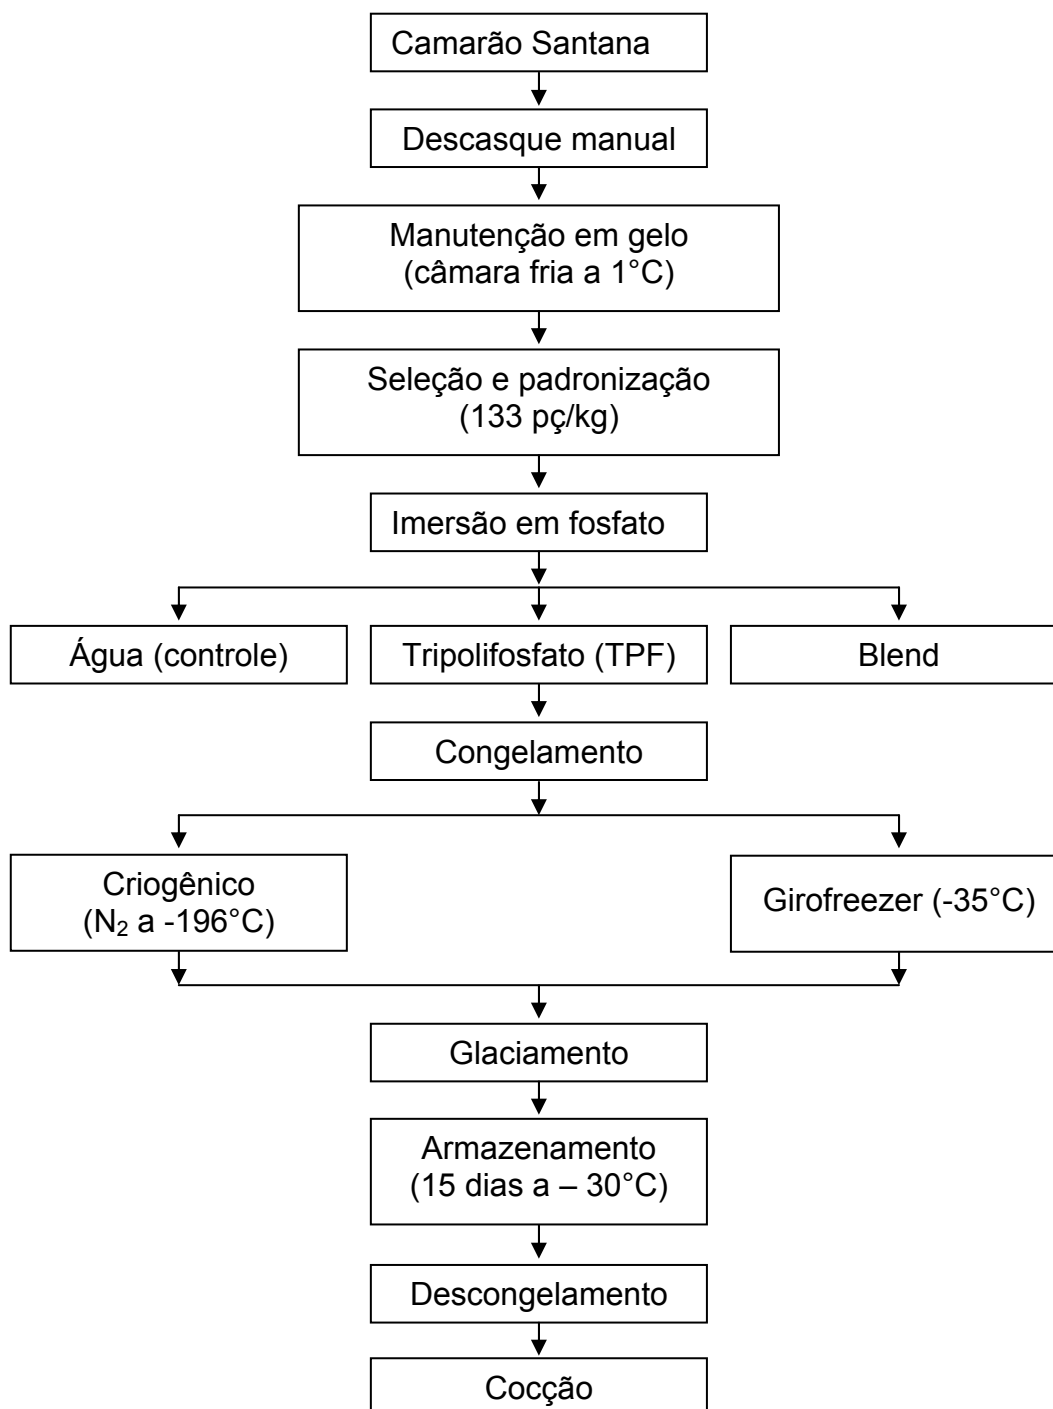 Camarão Santana
Descasque manual
Manutenção em gelo
(câmara fria a 1°C)
Seleção e padronização
(133 pç/kg)
Imersão em fosfato
Água (controle)
Tripolifosfato (TPF)
Blend
Congelamento
Criogênico
(N₂ a -196°C)
Girofreezer (-35°C)
Glaciamento
Armazenamento
(15 dias a – 30°C)
Descongelamento
Cocção